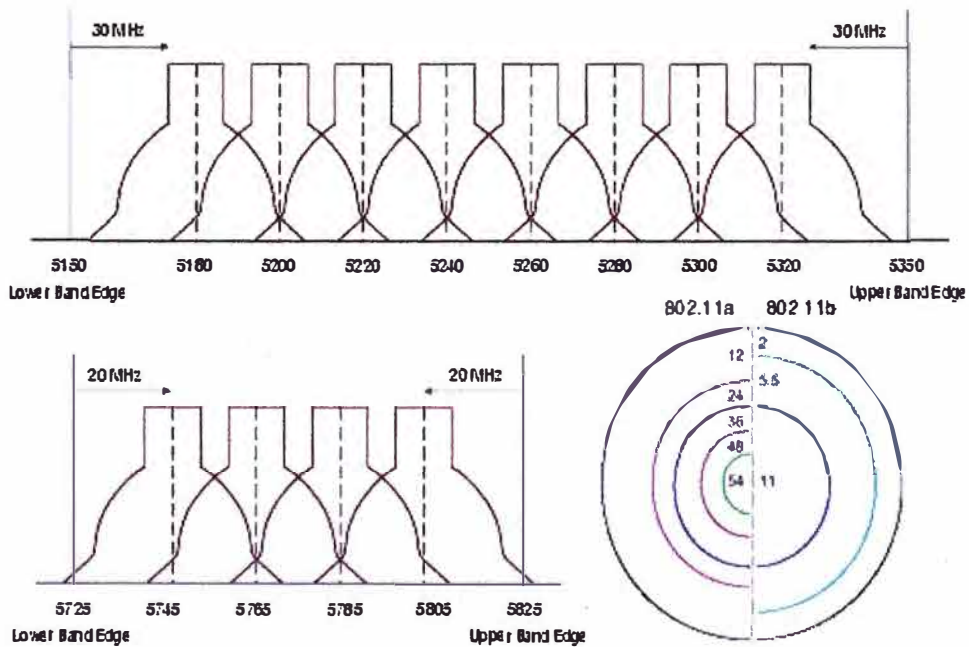 30 MHz 30 MHz
5150 5180 5200 5220 5240 5260 5280 5300 5320 5350
Lower Band Edge Upper Band Edge
802.11a 802 11b
20 MHz 20 MHz
2
12
5.5
24
36
48
54 11
5725 5745 5765 5785 5805 5825
Lower Band Edge Upper Band Edge